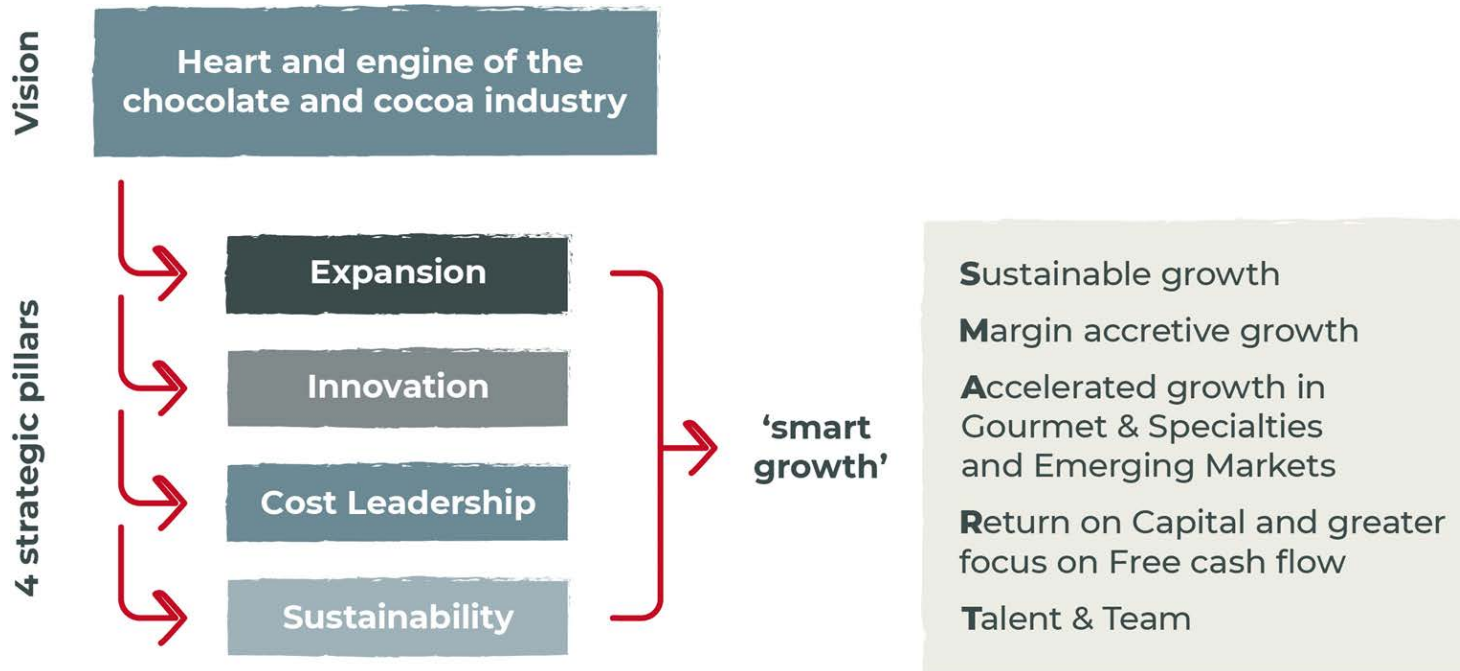 Vision
Heart and engine of the
chocolate and cocoa industry
4 strategic pillars
Expansion
Innovation
Cost Leadership
Sustainability
‘smart
growth’
Sustainable growth
Margin accretive growth
Accelerated growth in
Gourmet & Specialties
and Emerging Markets
Return on Capital and greater
focus on Free cash flow
Talent & Team